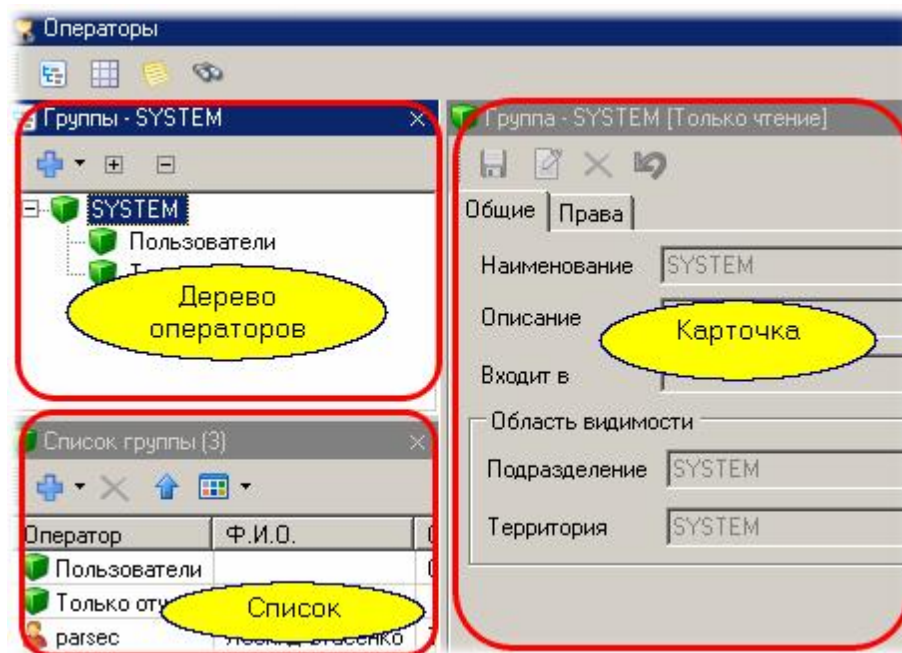 Операторы
Группы - SYSTEM
SYSTEM
Пользователи
Дерево
операторов
Список группы (3)
Оператор Ф.И.О.
Пользователи
Только
parsec
Список
Группа - SYSTEM [Только чтение]
Общие Права
Наименование SYSTEM
Описание
Карточка
Входит в
Область видимости
Подразделение SYSTEM
Территория SYSTEM